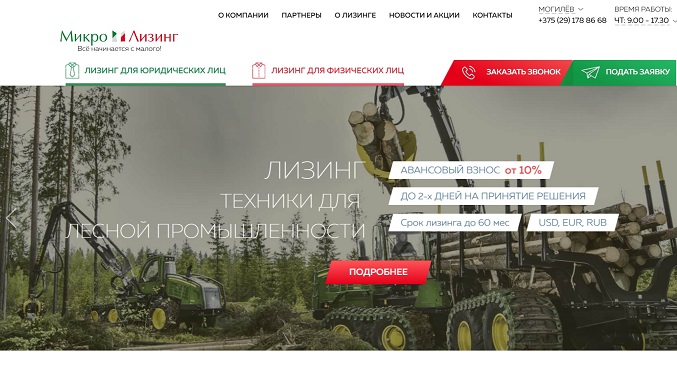 О КОМПАНИИ ПАРТНЕРЫ О ЛИЗИНГЕ НОВОСТИ И АКЦИИ КОНТАКТЫ
МОГИЛЁВ
+375 (29) 178 86 68
ВРЕМЯ РАБОТЫ:
ЧТ: 9.00 - 17.30
Микро Лизинг
Всё начинается с малого!
ЛИЗИНГ ДЛЯ ЮРИДИЧЕСКИХ ЛИЦ
ЛИЗИНГ ДЛЯ ФИЗИЧЕСКИХ ЛИЦ
ЗАКАЗАТЬ ЗВОНОК
ПОДАТЬ ЗАЯВКУ
ЛИЗИНГ
ТЕХНИКИ ДЛЯ
ЛЕСНОЙ ПРОМЫШЛЕННОСТИ
АВАНСОВЫЙ ВЗНОС от 10%
ДО 2-х ДНЕЙ НА ПРИНЯТИЕ РЕШЕНИЯ
Срок лизинга до 60 мес
USD, EUR, RUB
ПОДРОБНЕЕ